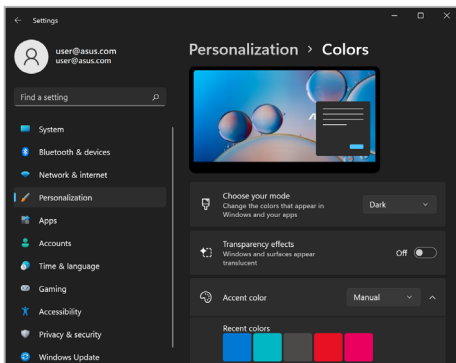 Settings
user@asus.com
user@asus.com
Find a setting
System
Bluetooth & devices
Network & internet
Personalization
Apps
Accounts
Time & language
Gaming
Accessibility
Privacy & security
Windows Update
Personalization > Colors
Choose your mode
Change the colors that appear in
Windows and your apps
Dark
Transparency effects
Windows and surfaces appear
translucent
Off
Accent color
Manual
Recent colors